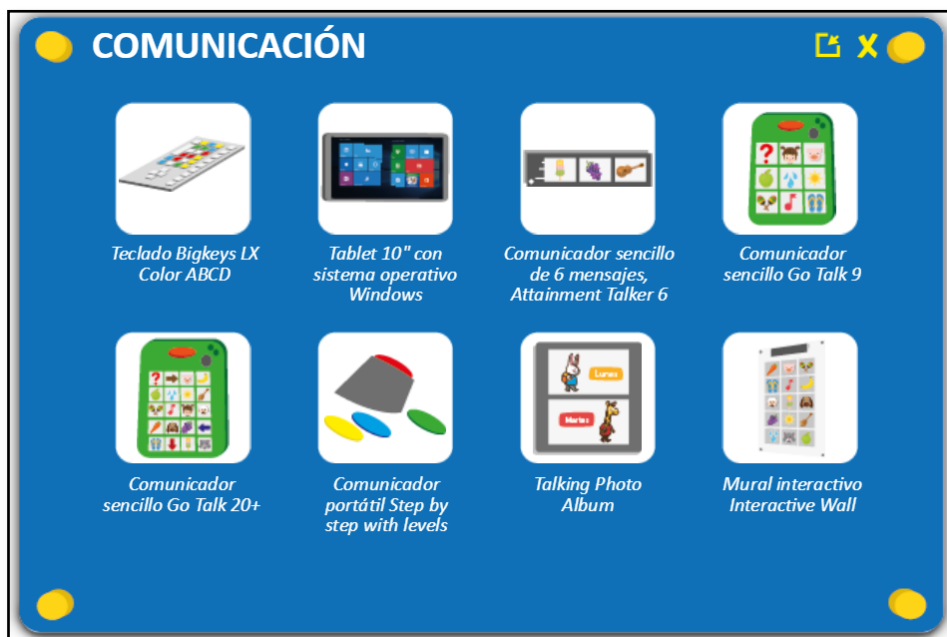 COMUNICACIÓN
Teclado Bigkeys LX
Color ABCD
Tablet 10" con
sistema operativo
Windows
Comunicador sencillo
de 6 mensajes,
Attainment Talker 6
Comunicador
sencillo Go Talk 9
Comunicador
sencillo Go Talk 20+
Comunicador
portátil Step by
step with levels
Lunes
Martes
Talking Photo
Album
Mural interactivo
Interactive Wall